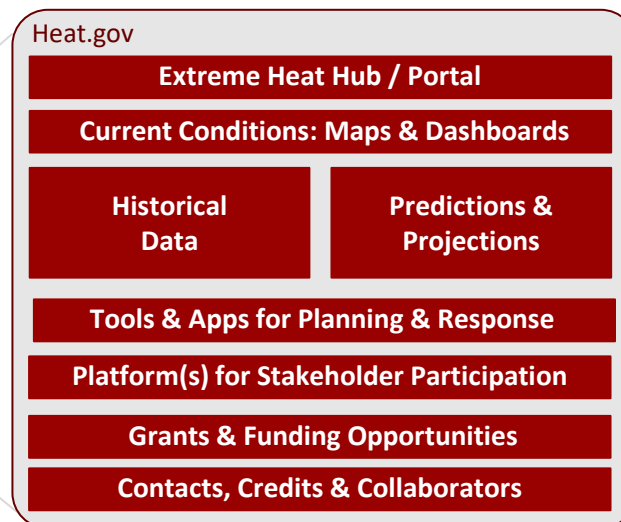 Heat.gov
Extreme Heat Hub / Portal
Current Conditions: Maps & Dashboards
Historical
Data
Predictions &
Projections
Tools & Apps for Planning & Response
Platform(s) for Stakeholder Participation
Grants & Funding Opportunities
Contacts, Credits & Collaborators